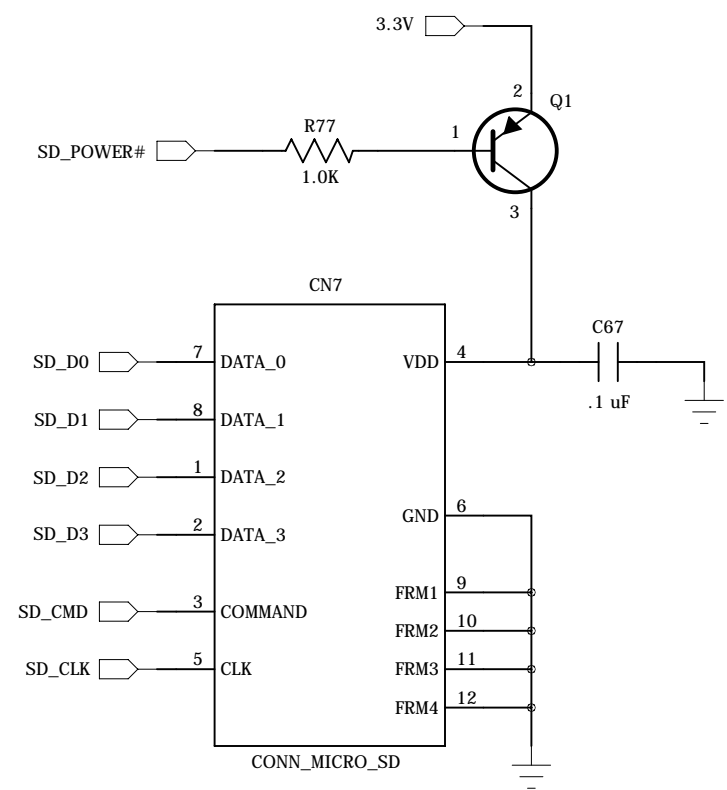 3.3V
2
Q1
R77
1
SD_POWER#
1.0K
3
CN7
C67
SD_D0 7 DATA_0
VDD 4
.1 uF
SD_D1 8 DATA_1
SD_D2 1 DATA_2
GND 6
SD_D3 2 DATA_3
FRM1 9
SD_CMD 3 COMMAND
FRM2 10
SD_CLK 5 CLK
FRM3 11
FRM4 12
CONN_MICRO_SD